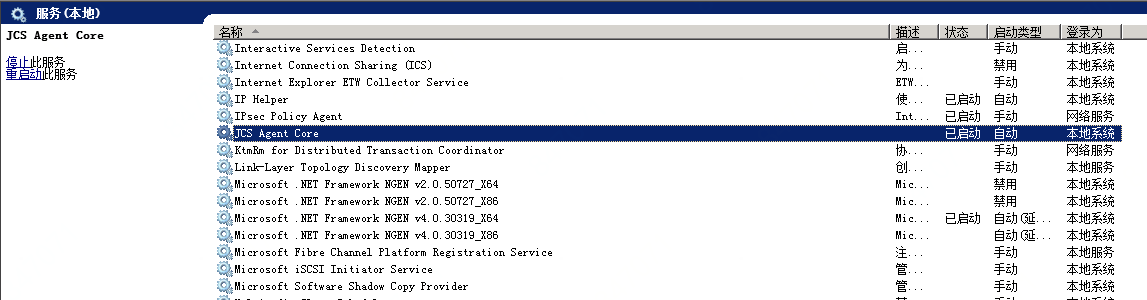 服务(本地)
JCS Agent Core
停止此服务
重启动此服务
名称 描述 状态 启动类型 登录为
Interactive Services Detection 启... 手动 本地系统
Internet Connection Sharing (ICS) 为... 禁用 本地系统
Internet Explorer ETW Collector Service ETW... 手动 本地系统
IP Helper 使... 已启动 自动 本地系统
IPsec Policy Agent Int... 已启动 手动 网络服务
JCS Agent Core 已启动 自动 本地系统
KtmRm for Distributed Transaction Coordinator 协... 手动 网络服务
Link-Layer Topology Discovery Mapper 创... 手动 本地服务
Microsoft .NET Framework NGEN v2.0.50727_X64 Mic... 禁用 本地系统
Microsoft .NET Framework NGEN v2.0.50727_X86 Mic... 禁用 本地系统
Microsoft .NET Framework NGEN v4.0.30319_X64 Mic... 已启动 自动(延... 本地系统
Microsoft .NET Framework NGEN v4.0.30319_X86 Mic... 自动(延... 本地系统
Microsoft Fibre Channel Platform Registration Service 注... 手动 本地服务
Microsoft iSCSI Initiator Service 管... 手动 本地系统
Microsoft Software Shadow Copy Provider 管... 手动 本地系统